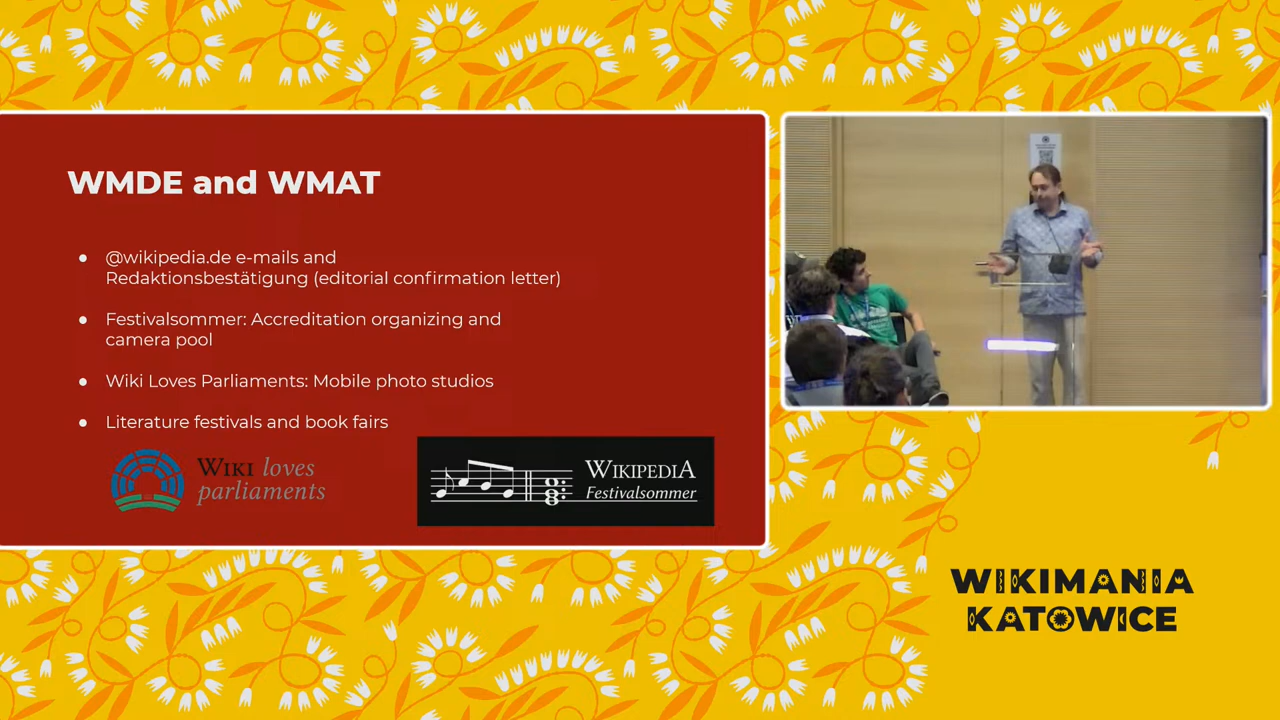 WMDE and WMAT
● @wikipedia.de e-mails and
Redaktionsbestätigung (editorial confirmation letter)
● Festivalsommer: Accreditation organizing and
camera pool
● Wiki Loves Parliaments: Mobile photo studios
● Literature festivals and book fairs
WIKI loves
parliaments
WIKIPEDIA
Festivalsommer
WIKIMANIA
KATOWICE